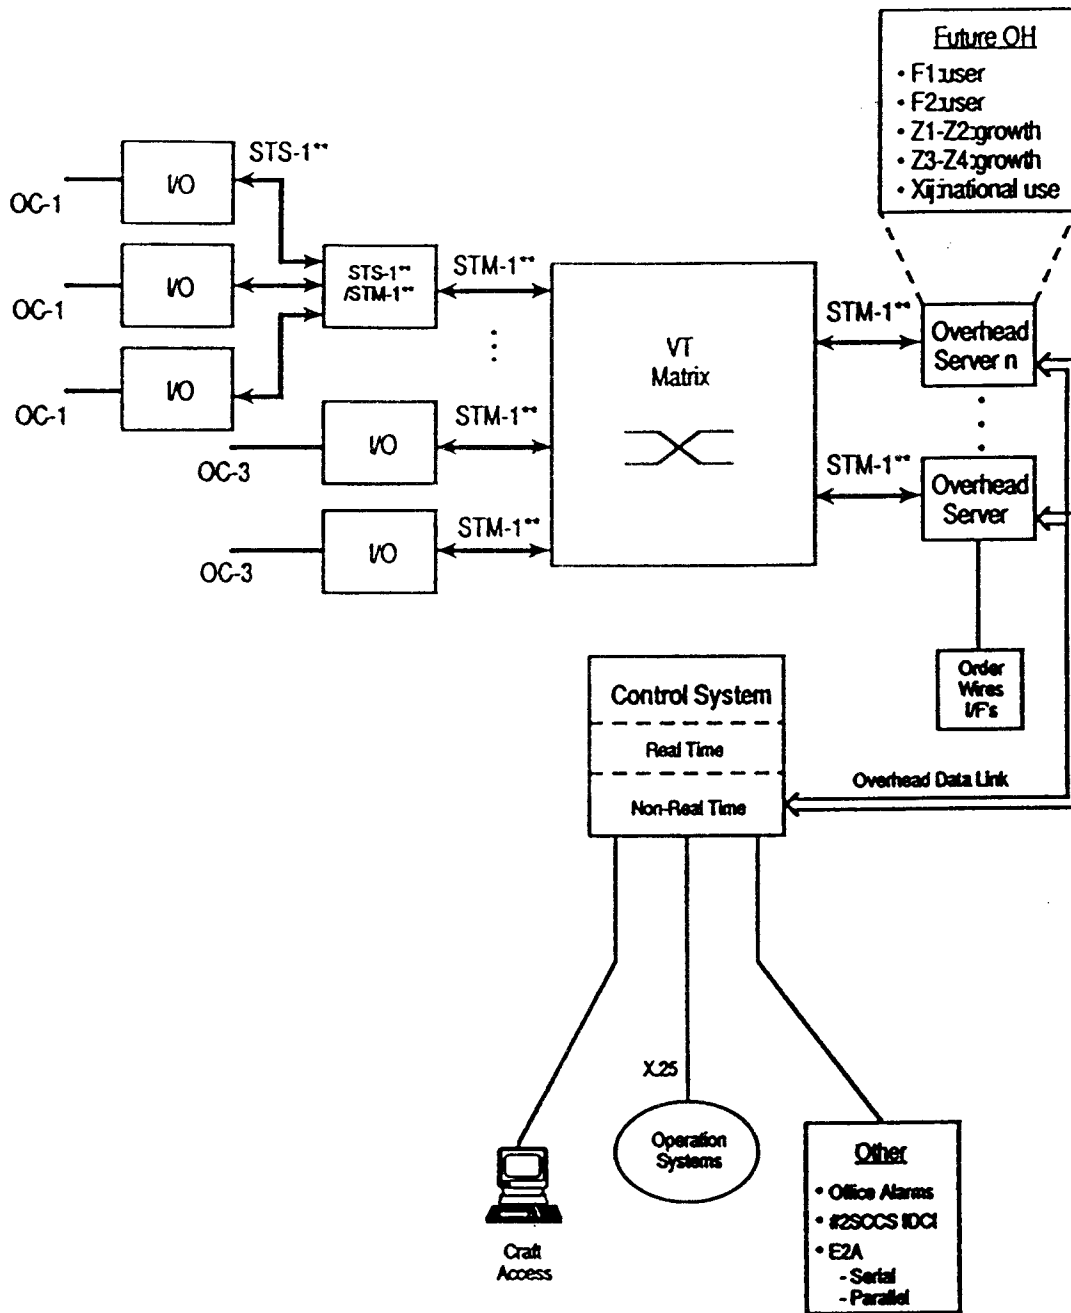 Future OH
• F1:user
• F2:user
• Z1-Z2:growth
• Z3-Z4:growth
• Xij:national use
STS-1**
I/O
OC-1
I/O
OC-1
I/O
OC-1
STS-1**
/STM-1**
STM-1**
VT
Matrix
STM-1**
Overhead
Server n
STM-1**
I/O
OC-3
STM-1**
Overhead
Server
STM-1**
I/O
OC-3
Order
Wires
I/F's
Control System
Real Time
Non-Real Time
Overhead Data Link
X.25
Operation
Systems
Craft
Access
Other
• Office Alarms
• #2SCCS
• E2A
- Serial
- Parallel